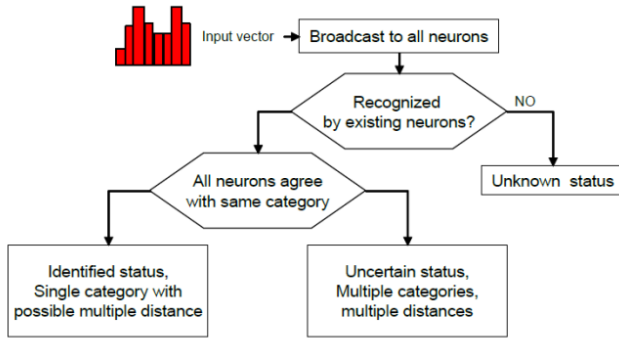 Input vector
Broadcast to all neurons
Recognized
by existing neurons?
NO
Unknown status
All neurons agree
with same category
Identified status,
Single category with
possible multiple distance
Uncertain status,
Multiple categories,
multiple distances